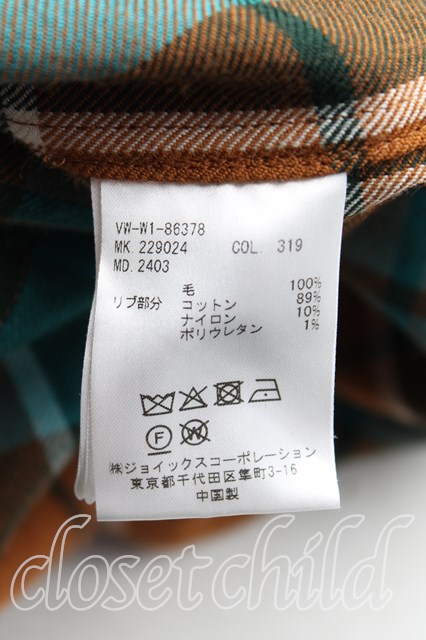 VW-W1-86378
MK. 229024 COL. 319
MD. 2403
毛 100%
リブ部分 コットン 89%
ナイロン 10%
ポリウレタン 1%
F W
㈱ジョイックスコーポレーション
東京都千代田区隼町3-16
中国製
closet child